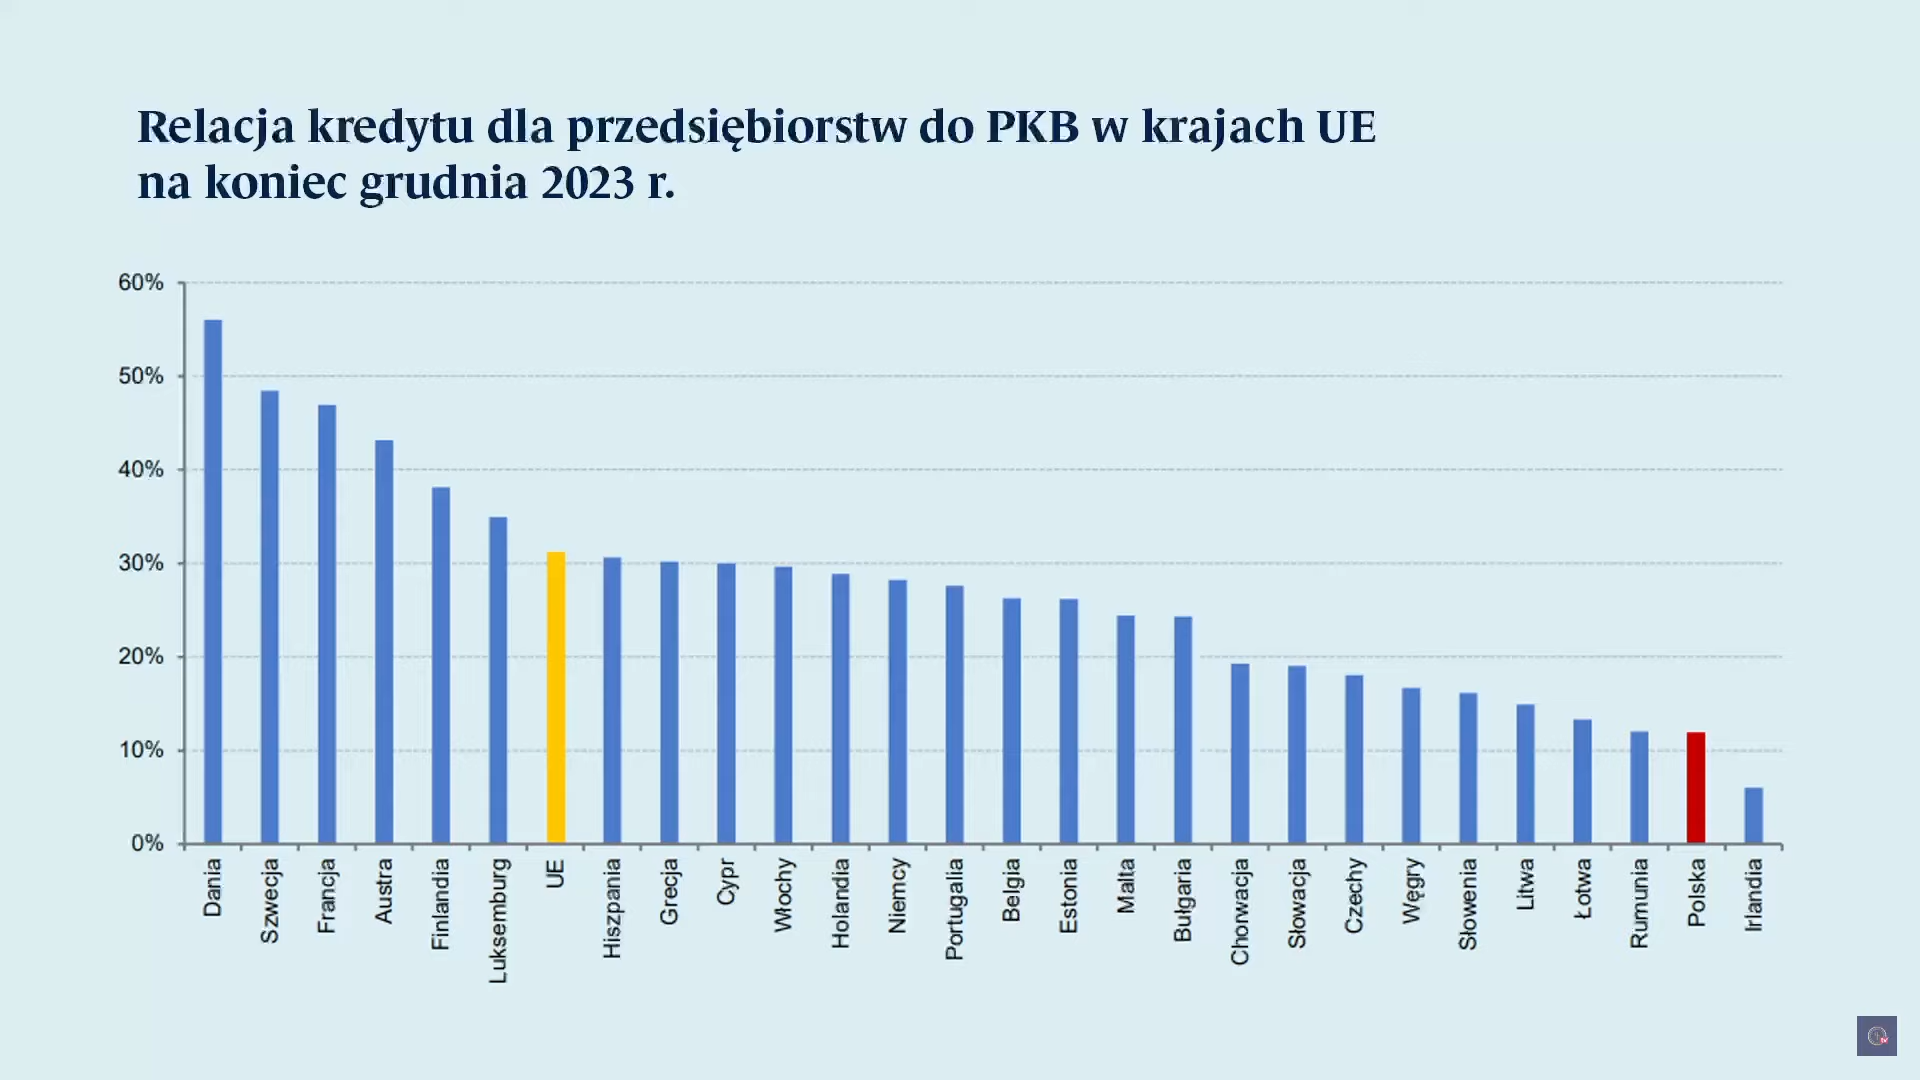 Relacja kredytu dla przedsiębiorstw do PKB w krajach UE
na koniec grudnia 2023 r.
60%
50%
40%
30%
20%
10%
0%
Dania
Szwecja
Francja
Austra
Finlandia
Luksemburg
UE
Hiszpania
Grecja
Cypr
Włochy
Holandia
Niemcy
Portugalia
Belgia
Estonia
Malta
Bułgaria
Chorwacja
Słowacja
Czechy
Węgry
Słowenia
Litwa
Łotwa
Rumunia
Polska
Irlandia